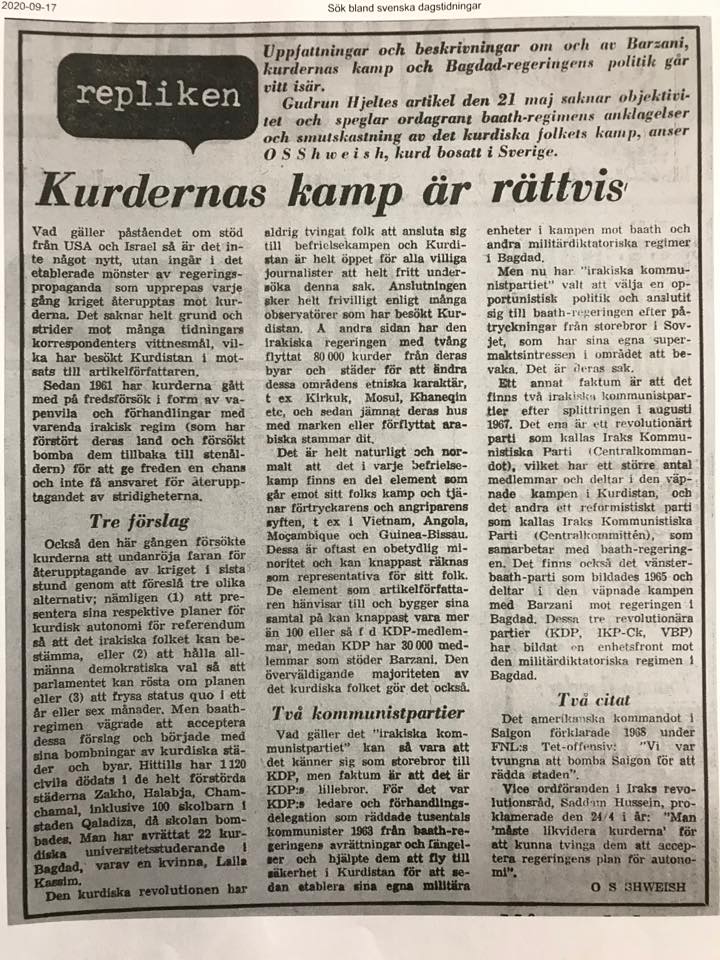 2020-09-17
Sök bland svenska dagstidningar
repliken
Uppfattningar och beskrivningar om och av Barzani,
kurdernas kamp och Bagdad-regeringens politik går
vitt isär.
Gudrun Hjeltes artikel den 21 maj saknar objektivi-
tet och speglar ordagrant baath-regimens anklagelser
och smutskastning av det kurdiska folkets kamp, anser
O S Shweish, kurd bosatt i Sverige.
Kurdernas kamp är rättvis
Vad gäller påståendet om stöd
från USA och Israel så är det in-
te något nytt, utan ingår i det
etablerade mönster av regerings-
propaganda som upprepas varje
gång kriget återupptas mot kur-
derna. Det saknar helt grund och
strider mot många tidningars
korrespondenters vittnesmål, vil-
ka har besökt Kurdistan i mot-
sats till artikelförfattaren.
Sedan 1961 har kurderna gått
med på fredsförsök i form av va-
penvila och förhandlingar med
varenda irakisk regim (som har
förstört deras land och försökt
bomba dem tillbaka till stenål-
dern) för att ge freden en chans
och inte få ansvaret för återupp-
tagandet av stridigheterna.
Tre förslag
Också den här gången försökte
kurderna att undanröja faran för
återupptagande av kriget i sista
stund genom att föreslå tre olika
alternativ; nämligen (1) att pre-
sentera sina respektive planer för
kurdisk autonomi för referendum
så att det irakiska folket kan be-
stämma, eller (2) att hålla all-
männa demokratiska val så att
parlamentet kan rösta om planen
eller (3) att frysa status quo i ett
år eller sex månader. Men baath-
regimen vägrade att acceptera
dessa förslag och började med
sina bombningar av kurdiska stä-
der och byar. Hittills har 1 120
civila dödats i de helt förstörda
städerna Zakho, Halabja, Cham-
chamal, inklusive 100 skolbarn i
staden Qaladiza, då skolan bom-
bades. Man har avrättat 22 kur-
diska universitetsstuderande i
Bagdad, varav en kvinna, Laila
Kassim.
Den kurdiska revolutionen har
aldrig tvingat folk att ansluta sig
till befrielsekampen och Kurdi-
stan är helt öppet för alla villiga
journalister att helt fritt under-
söka denna sak. Anslutningen
sker helt frivilligt enligt många
observatörer som har besökt Kur-
distan. Å andra sidan har den
irakiska regeringen med tvång
flyttat 80 000 kurder från deras
byar och städer för att ändra
dessa områdens etniska karaktär,
t ex Kirkuk, Mosul, Khaneqin
etc, och sedan jämnat deras hus
med marken eller förflyttat ara-
biska stammar dit.
Det är helt naturligt och nor-
malt att det i varje befrielse-
kamp finns en del element som
går emot sitt folks kamp och tjä-
nar förtryckarens och angriparens
syften, t ex i Vietnam, Angola,
Moçambique och Guinea-Bissau.
Dessa är oftast en obetydlig mi-
noritet och kan knappast räknas
som representativa för sitt folk.
De element som artikelförfatta-
ren hänvisar till och bygger sina
samtal på kan knappast vara mer
än 100 eller så f d KDP-medlem-
mar, medan KDP har 30 000 med-
lemmar som stöder Barzani. Den
överväldigande majoriteten av
det kurdiska folket gör det också.
Två kommunistpartier
Vad gäller det "irakiska kom-
munistpartiet" kan så vara att
det känner sig som storebror till
KDP, men faktum är att det är
KDP:s lillebror. För det var
KDP:s ledare och förhandlings-
delegation som räddade tusentals
kommunister 1963 från baath-re-
geringens avrättningar och fängel-
ser och hjälpte dem att fly till
säkerhet i Kurdistan för att se-
dan etablera sina egna militära
enheter i kampen mot baath och
andra militärdiktatoriska regimer
i Bagdad.
Men nu har "irakiska kommu-
nistpartiet" valt att välja en op-
portunistisk politik och anslutit
sig till baath-regeringen efter på-
tryckningar från storebror i Sov-
jet, som har sina egna super-
maktsintressen i området att be-
vaka. Det är deras sak.
Ett annat faktum är att det
finns två irakiska kommunistpar-
tier efter splittringen i augusti
1967. Det ena är ett revolutionärt
parti som kallas Iraks Kommu-
nistiska Parti (Centralkomman-
dot), vilket har ett större antal
medlemmar och deltar i den väp-
nade kampen i Kurdistan, och
det andra ett reformistiskt parti
som kallas Iraks Kommunistiska
Parti (Centralkommittén), som
samarbetar med baath-regering-
en. Det finns också det vänster-
baath-parti som bildades 1965 och
deltar i den väpnade kampen
med Barzani mot regeringen i
Bagdad. Dessa tre revolutionära
partier (KDP, IKP-Ck, VBP)
har bildat en enhetsfront mot
den militärdiktatoriska regimen i
Bagdad.
Två citat
Det amerikanska kommandot i
Saigon förklarade 1968 under
FNL:s Tet-offensiv: "Vi var
tvungna att bomba Saigon för att
rädda staden".
Vice ordföranden i Iraks revo-
lutionsråd, Saddam Hussein, pro-
klamerade den 24/4 i år: "Man
'måste likvidera kurderna' för
att kunna tvinga dem att accep-
tera regeringens plan för autono-
mi".
O S SHWEISH